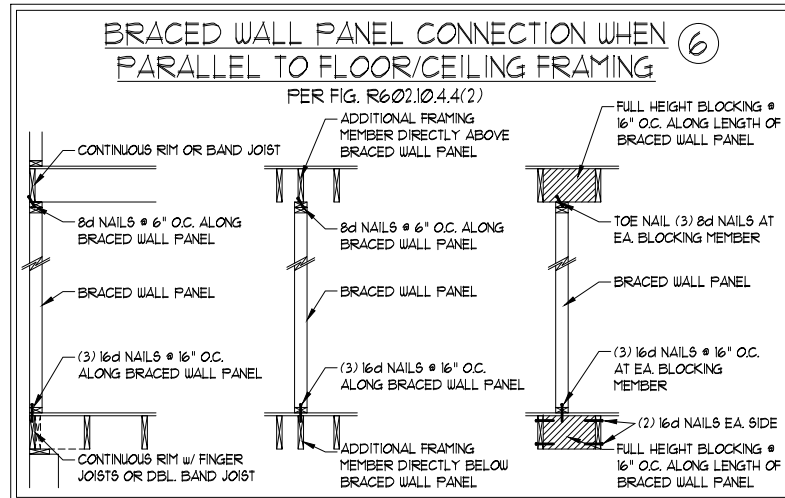 BRACED WALL PANEL CONNECTION WHEN
PARALLEL TO FLOOR/CEILING FRAMING
6
PER FIG. R602.10.4.4(2)
CONTINUOUS RIM OR BAND JOIST
8d NAILS @ 6" O.C. ALONG
BRACED WALL PANEL
BRACED WALL PANEL
(3) 16d NAILS @ 16" O.C.
ALONG BRACED WALL PANEL
CONTINUOUS RIM w/ FINGER
JOISTS OR DBL. BAND JOIST
ADDITIONAL FRAMING
MEMBER DIRECTLY ABOVE
BRACED WALL PANEL
8d NAILS @ 6" O.C. ALONG
BRACED WALL PANEL
BRACED WALL PANEL
(3) 16d NAILS @ 16" O.C.
ALONG BRACED WALL PANEL
ADDITIONAL FRAMING
MEMBER DIRECTLY BELOW
BRACED WALL PANEL
FULL HEIGHT BLOCKING @
16" O.C. ALONG LENGTH OF
BRACED WALL PANEL
TOE NAIL (3) 8d NAILS AT
EA. BLOCKING MEMBER
BRACED WALL PANEL
(3) 16d NAILS @ 16" O.C.
AT EA. BLOCKING
MEMBER
(2) 16d NAILS EA. SIDE
FULL HEIGHT BLOCKING @
16" O.C. ALONG LENGTH OF
BRACED WALL PANEL